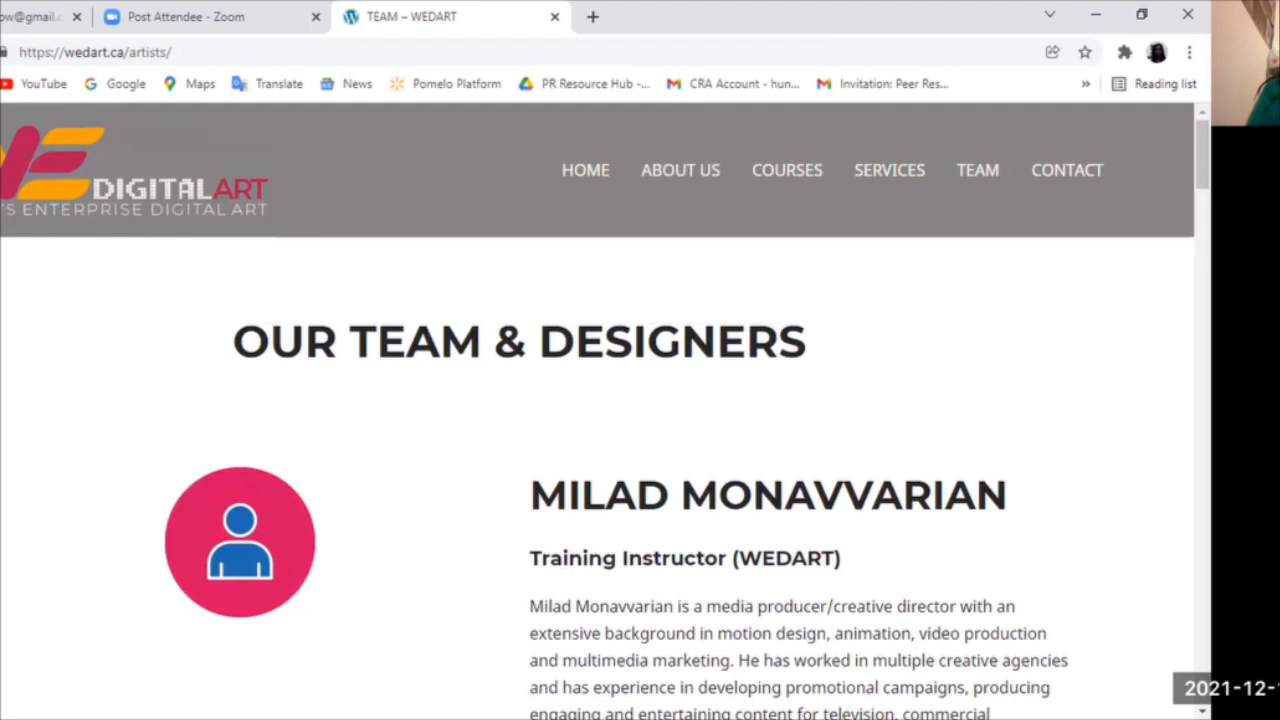 ow@gmail.c
Post Attendee - Zoom
TEAM – WEDART
https://wedart.ca/artists/
YouTube
Google
Maps
Translate
News
Pomelo Platform
PR Resource Hub -...
CRA Account - hun...
Invitation: Peer Res...
»
Reading list
DIGITALART
'S ENTERPRISE DIGITAL ART
HOME
ABOUT US
COURSES
SERVICES
TEAM
CONTACT
OUR TEAM & DESIGNERS
MILAD MONAVVARIAN
Training Instructor (WEDART)
Milad Monavvarian is a media producer/creative director with an
extensive background in motion design, animation, video production
and multimedia marketing. He has worked in multiple creative agencies
and has experience in developing promotional campaigns, producing
engaging and entertaining content for television, commercial
2021-12-